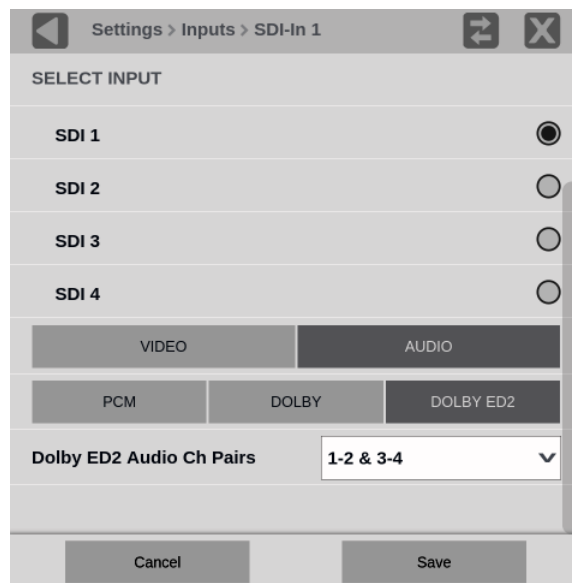 Settings > Inputs > SDI-In 1
SELECT INPUT
SDI 1
SDI 2
SDI 3
SDI 4
VIDEO AUDIO
PCM DOLBY DOLBY ED2
Dolby ED2 Audio Ch Pairs 1-2 & 3-4
Cancel Save